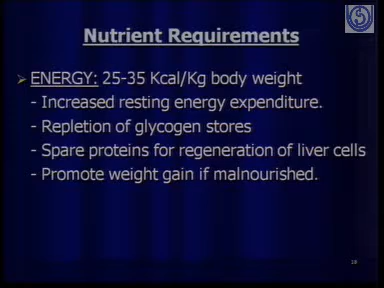 Nutrient Requirements
➢ ENERGY: 25-35 Kcal/Kg body weight
- Increased resting energy expenditure.
- Repletion of glycogen stores
- Spare proteins for regeneration of liver cells
- Promote weight gain if malnourished.